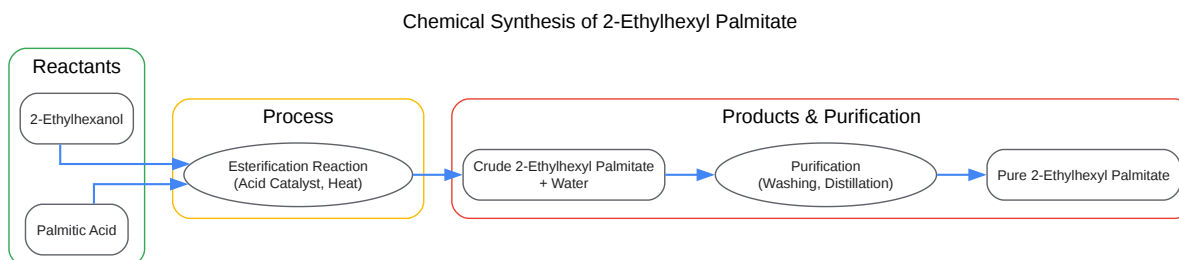 Chemical Synthesis of 2-Ethylhexyl Palmitate
Reactants
2-Ethylhexanol
Palmitic Acid
Process
Esterification Reaction
(Acid Catalyst, Heat)
Products & Purification
Crude 2-Ethylhexyl Palmitate
+ Water
Purification
(Washing, Distillation)
Pure 2-Ethylhexyl Palmitate